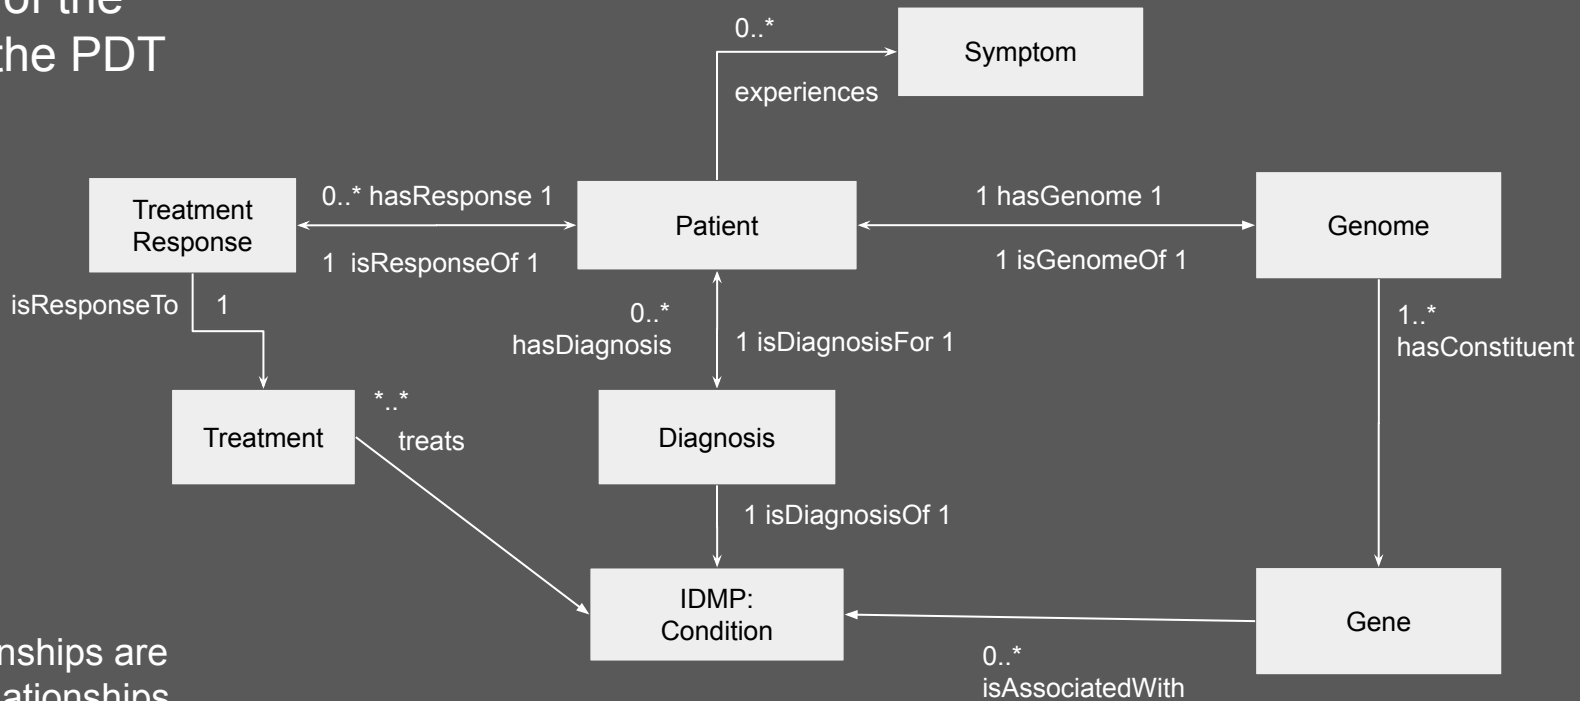 of the
the PDT
0..*
Symptom
experiences
Treatment
Response
0..* hasResponse 1
1 isResponseOf 1
Patient
1 hasGenome 1
1 isGenomeOf 1
Genome
isResponseTo 1
0..*
hasDiagnosis
1 isDiagnosisFor 1
1..*
hasConstituent
Treatment
*..*
treats
Diagnosis
1 isDiagnosisOf 1
IDMP:
Condition
Gene
0..*
isAssociatedWith
nships are